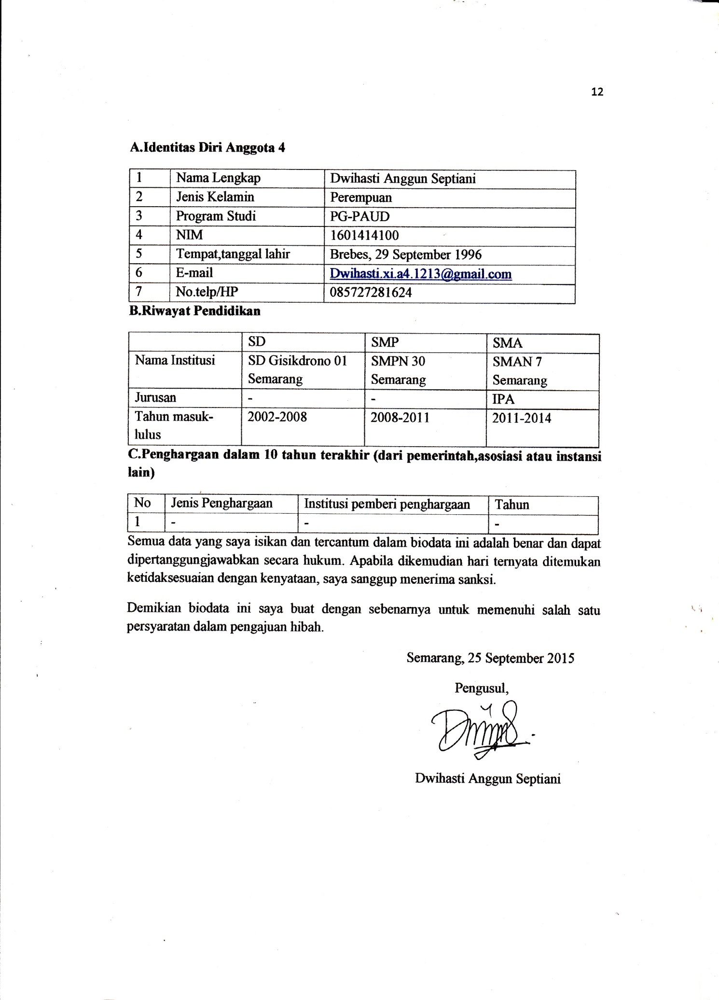 12
A.Identitas Diri Anggota 4
1 Nama Lengkap Dwihasti Anggun Septiani
2 Jenis Kelamin Perempuan
3 Program Studi PG-PAUD
4 NIM 1601414100
5 Tempat,tanggal lahir Brebes, 29 September 1996
6 E-mail Dwihasti.xi.a4.1213@gmail.com
7 No.telp/HP 085727281624
B.Riwayat Pendidikan
SD SMP SMA
Nama Institusi SD Gisikdrono 01 SMPN 30 SMAN 7
Semarang Semarang Semarang
Jurusan - - IPA
Tahun masuk- 2002-2008 2008-2011 2011-2014
lulus
C.Penghargaan dalam 10 tahun terakhir (dari pemerintah,asosiasi atau instansi
lain)
No Jenis Penghargaan Institusi pemberi penghargaan Tahun
1 - - -
Semua data yang saya isikan dan tercantum dalam biodata ini adalah benar dan dapat
dipertanggungjawabkan secara hukum. Apabila dikemudian hari ternyata ditemukan
ketidaksesuaian dengan kenyataan, saya sanggup menerima sanksi.
Demikian biodata ini saya buat dengan sebenarnya untuk memenuhi salah satu
persyaratan dalam pengajuan hibah.
Semarang, 25 September 2015
Pengusul,
Dwihasti Anggun Septiani